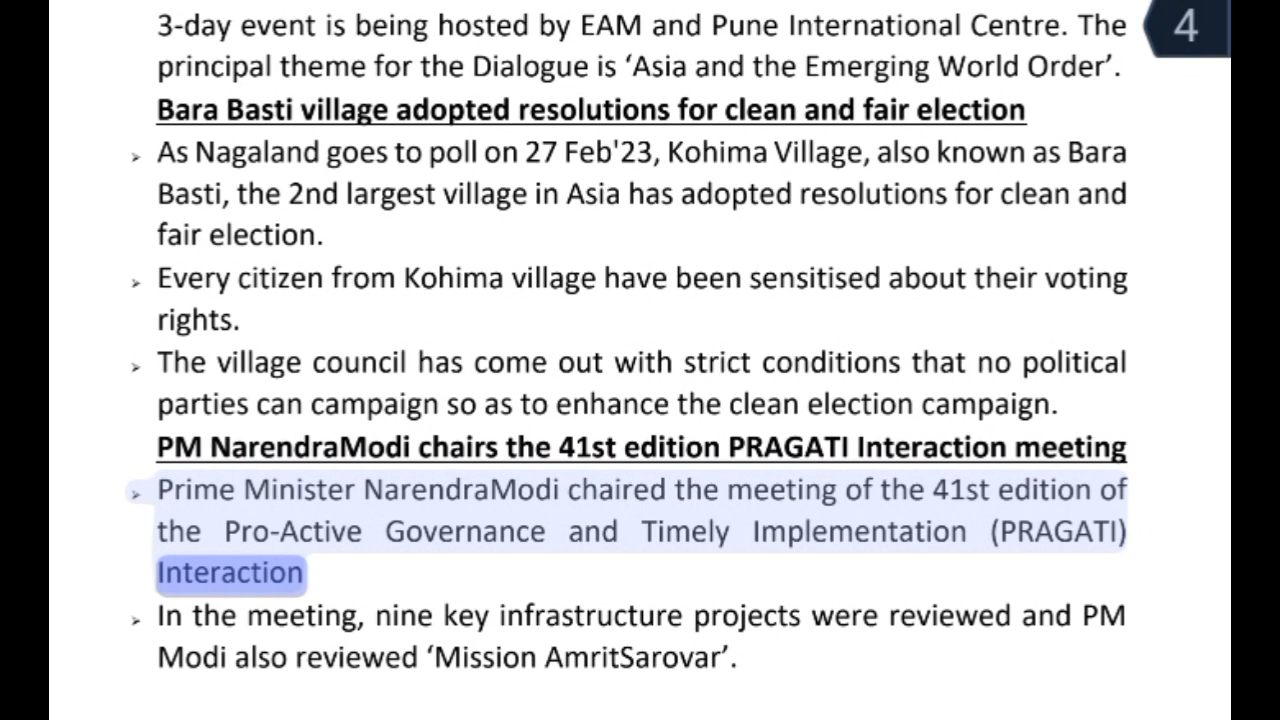 3-day event is being hosted by EAM and Pune International Centre. The
4
principal theme for the Dialogue is ‘Asia and the Emerging World Order’.
Bara Basti village adopted resolutions for clean and fair election
➢ As Nagaland goes to poll on 27 Feb'23, Kohima Village, also known as Bara
Basti, the 2nd largest village in Asia has adopted resolutions for clean and
fair election.
➢ Every citizen from Kohima village have been sensitised about their voting
rights.
➢ The village council has come out with strict conditions that no political
parties can campaign so as to enhance the clean election campaign.
PM NarendraModi chairs the 41st edition PRAGATI Interaction meeting
➢ Prime Minister NarendraModi chaired the meeting of the 41st edition of
the Pro-Active Governance and Timely Implementation (PRAGATI)
Interaction
➢ In the meeting, nine key infrastructure projects were reviewed and PM
Modi also reviewed ‘Mission AmritSarovar’.